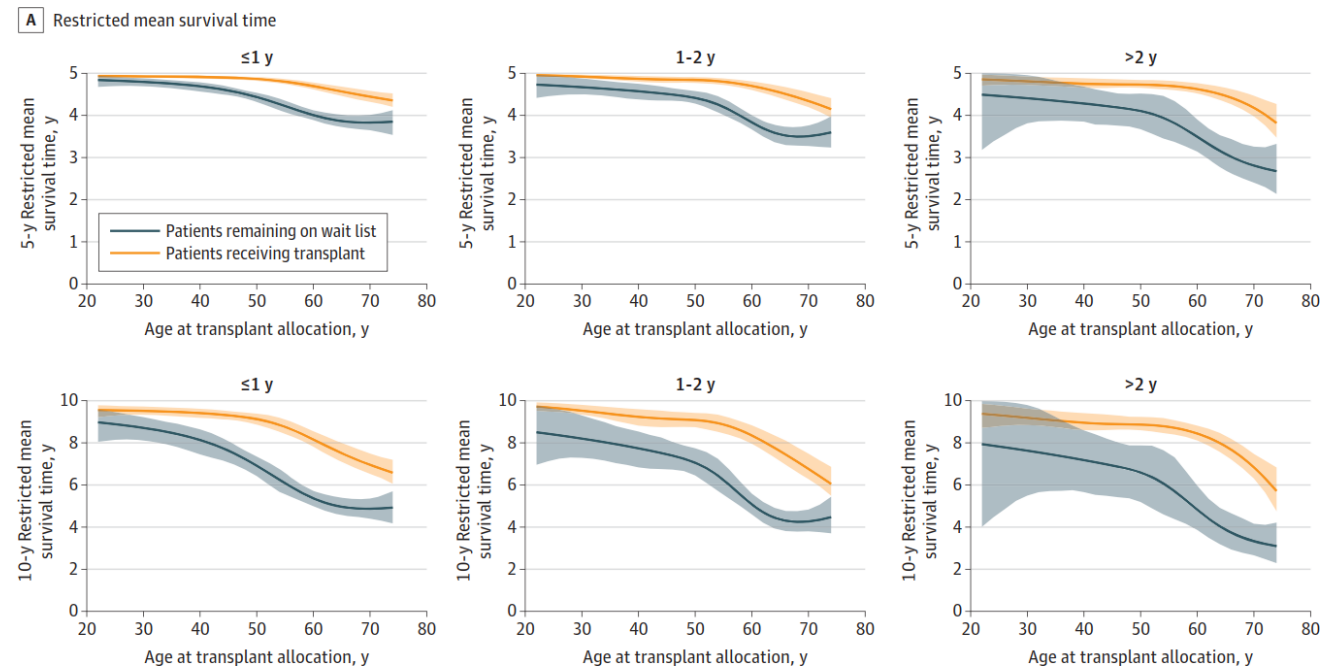 A Restricted mean survival time
≤1 y
5-y Restricted mean
survival time, y
5
4
3
2
1
0
Patients remaining on wait list
Patients receiving transplant
20 30 40 50 60 70 80
Age at transplant allocation, y
1-2 y
5-y Restricted mean
survival time, y
5
4
3
2
1
0
20 30 40 50 60 70 80
Age at transplant allocation, y
>2 y
5-y Restricted mean
survival time, y
5
4
3
2
1
0
20 30 40 50 60 70 80
Age at transplant allocation, y
≤1 y
10-y Restricted mean
survival time, y
10
8
6
4
2
0
20 30 40 50 60 70 80
Age at transplant allocation, y
1-2 y
10-y Restricted mean
survival time, y
10
8
6
4
2
0
20 30 40 50 60 70 80
Age at transplant allocation, y
>2 y
10-y Restricted mean
survival time, y
10
8
6
4
2
0
20 30 40 50 60 70 80
Age at transplant allocation, y